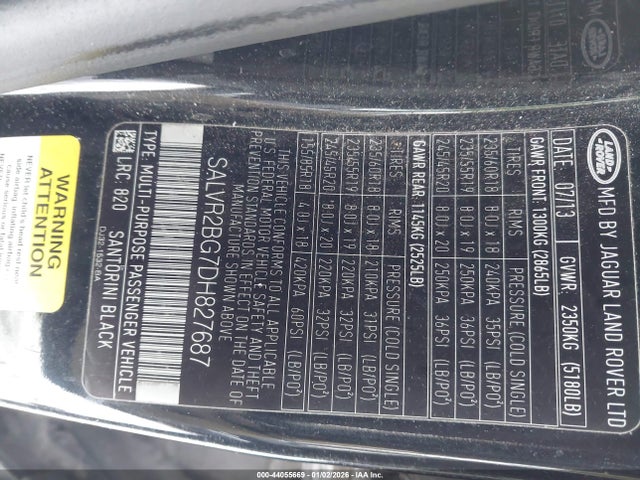 LAND ROVER
MFD BY JAGUAR LAND ROVER LTD
DATE: 07/13 GVWR: 2350KG (5180LB)
GAWR FRONT: 1300KG (2865LB)
TIRES RIMS PRESSURE (COLD SINGLE)
235/60R18 8.0J x 18 240KPA 35PSI (LB/PO²)
235/55R19 8.0J x 19 250KPA 36PSI (LB/PO²)
245/45R20 8.0J x 20 250KPA 36PSI (LB/PO²)
GAWR REAR: 1145KG (2525LB)
TIRES RIMS PRESSURE (COLD SINGLE)
235/60R18 8.0J x 18 210KPA 31PSI (LB/PO²)
235/55R19 8.0J x 19 220KPA 32PSI (LB/PO²)
245/45R20 8.0J x 20 220KPA 32PSI (LB/PO²)
155/85R18 4.0J x 18 420KPA 60PSI (LB/PO²)
THIS VEHICLE CONFORMS TO ALL APPLICABLE
U.S. FEDERAL MOTOR VEHICLE SAFETY AND THEFT
STANDARDS IN EFFECT ON THE DATE OF
MANUFACTURE SHOWN ABOVE
SALVR2BG7DH827687
TYPE: MULTI-PURPOSE PASSENGER VEHICLE
LRC 820 SANTORINI BLACK
WARNING
ATTENTION
000-44055669 - 01/02/2026 - IAA Inc.